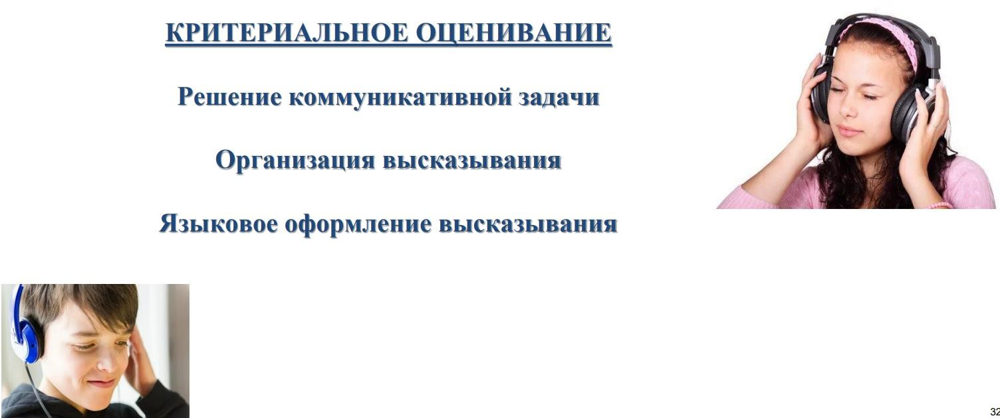 КРИТЕРИАЛЬНОЕ ОЦЕНИВАНИЕ
Решение коммуникативной задачи
Организация высказывания
Языковое оформление высказывания
32